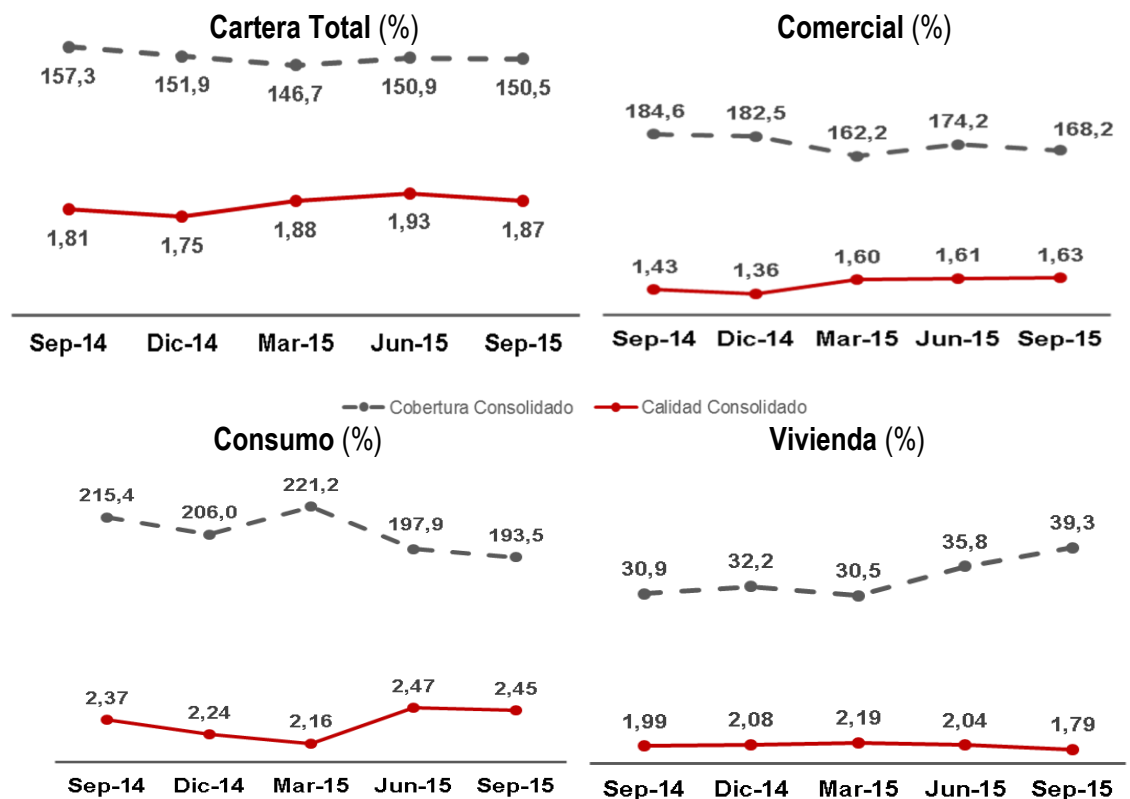 Cartera Total (%)
157,3 151,9 146,7 150,9 150,5
1,81 1,75 1,88 1,93 1,87
Sep-14 Dic-14 Mar-15 Jun-15 Sep-15
Comercial (%)
184,6 182,5 162,2 174,2 168,2
1,43 1,36 1,60 1,61 1,63
Sep-14 Dic-14 Mar-15 Jun-15 Sep-15
Cobertura Consolidado Calidad Consolidado
Consumo (%)
215,4 206,0 221,2 197,9 193,5
2,37 2,24 2,16 2,47 2,45
Sep-14 Dic-14 Mar-15 Jun-15 Sep-15
Vivienda (%)
30,9 32,2 30,5 35,8 39,3
1,99 2,08 2,19 2,04 1,79
Sep-14 Dic-14 Mar-15 Jun-15 Sep-15